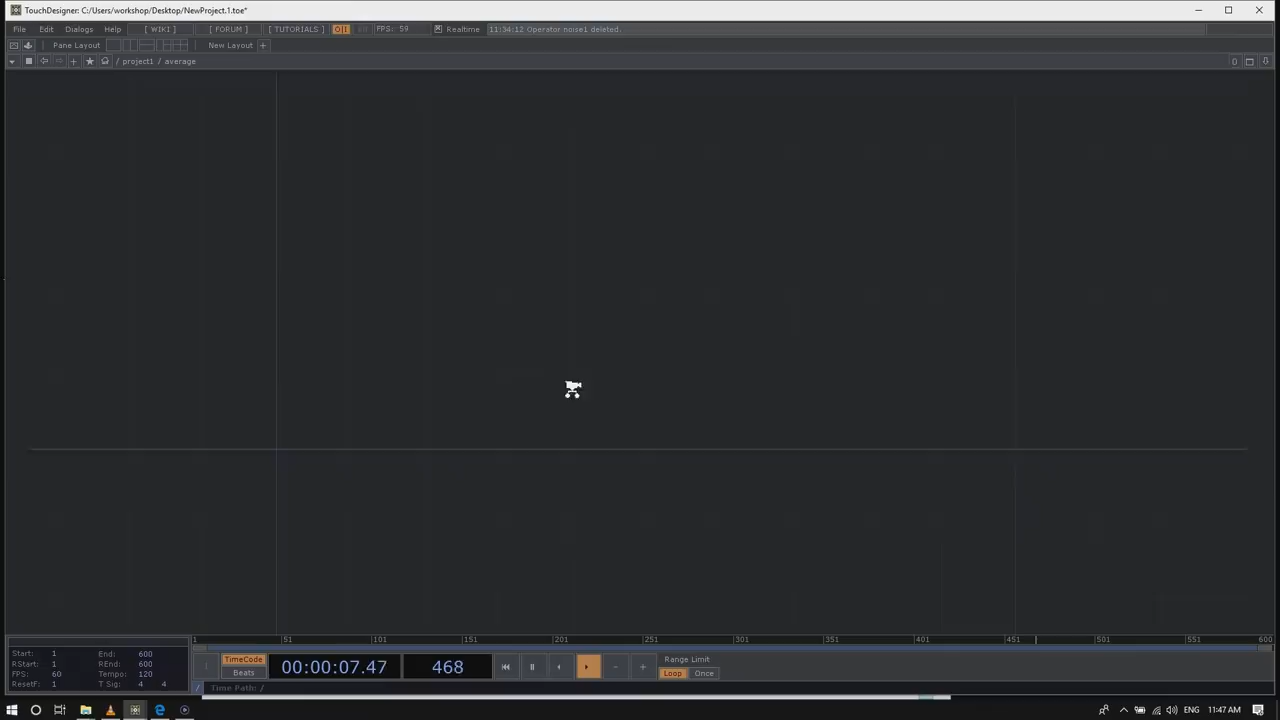 TouchDesigner: C:/Users/workshop/Desktop/NewProject.1.toe*
File Edit Dialogs Help [ WIKI ] [ FORUM ] [ TUTORIALS ] O|I FPS: 59 Realtime 11:34:12 Operator noise1 deleted.
Pane Layout New Layout +
/ project1 / average 0
1 51 101 151 201 251 301 351 401 451 501 551 600
Start: 1 End: 600
RStart: 1 REnd: 600
FPS: 60 Tempo: 120
ResetF: 1 T Sig: 4 4
TimeCode
Beats
00:00:07.47 468
Range Limit
Loop Once
/ Time Path: /
ENG 11:47 AM